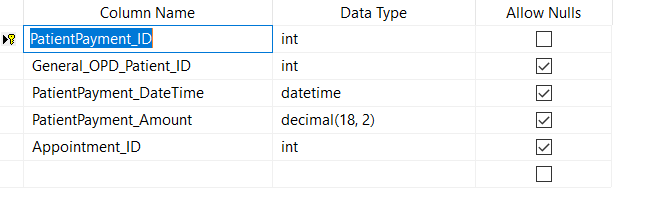 Column Name Data Type Allow Nulls
PatientPayment_ID int
General_OPD_Patient_ID int
PatientPayment_DateTime datetime
PatientPayment_Amount decimal(18, 2)
Appointment_ID int